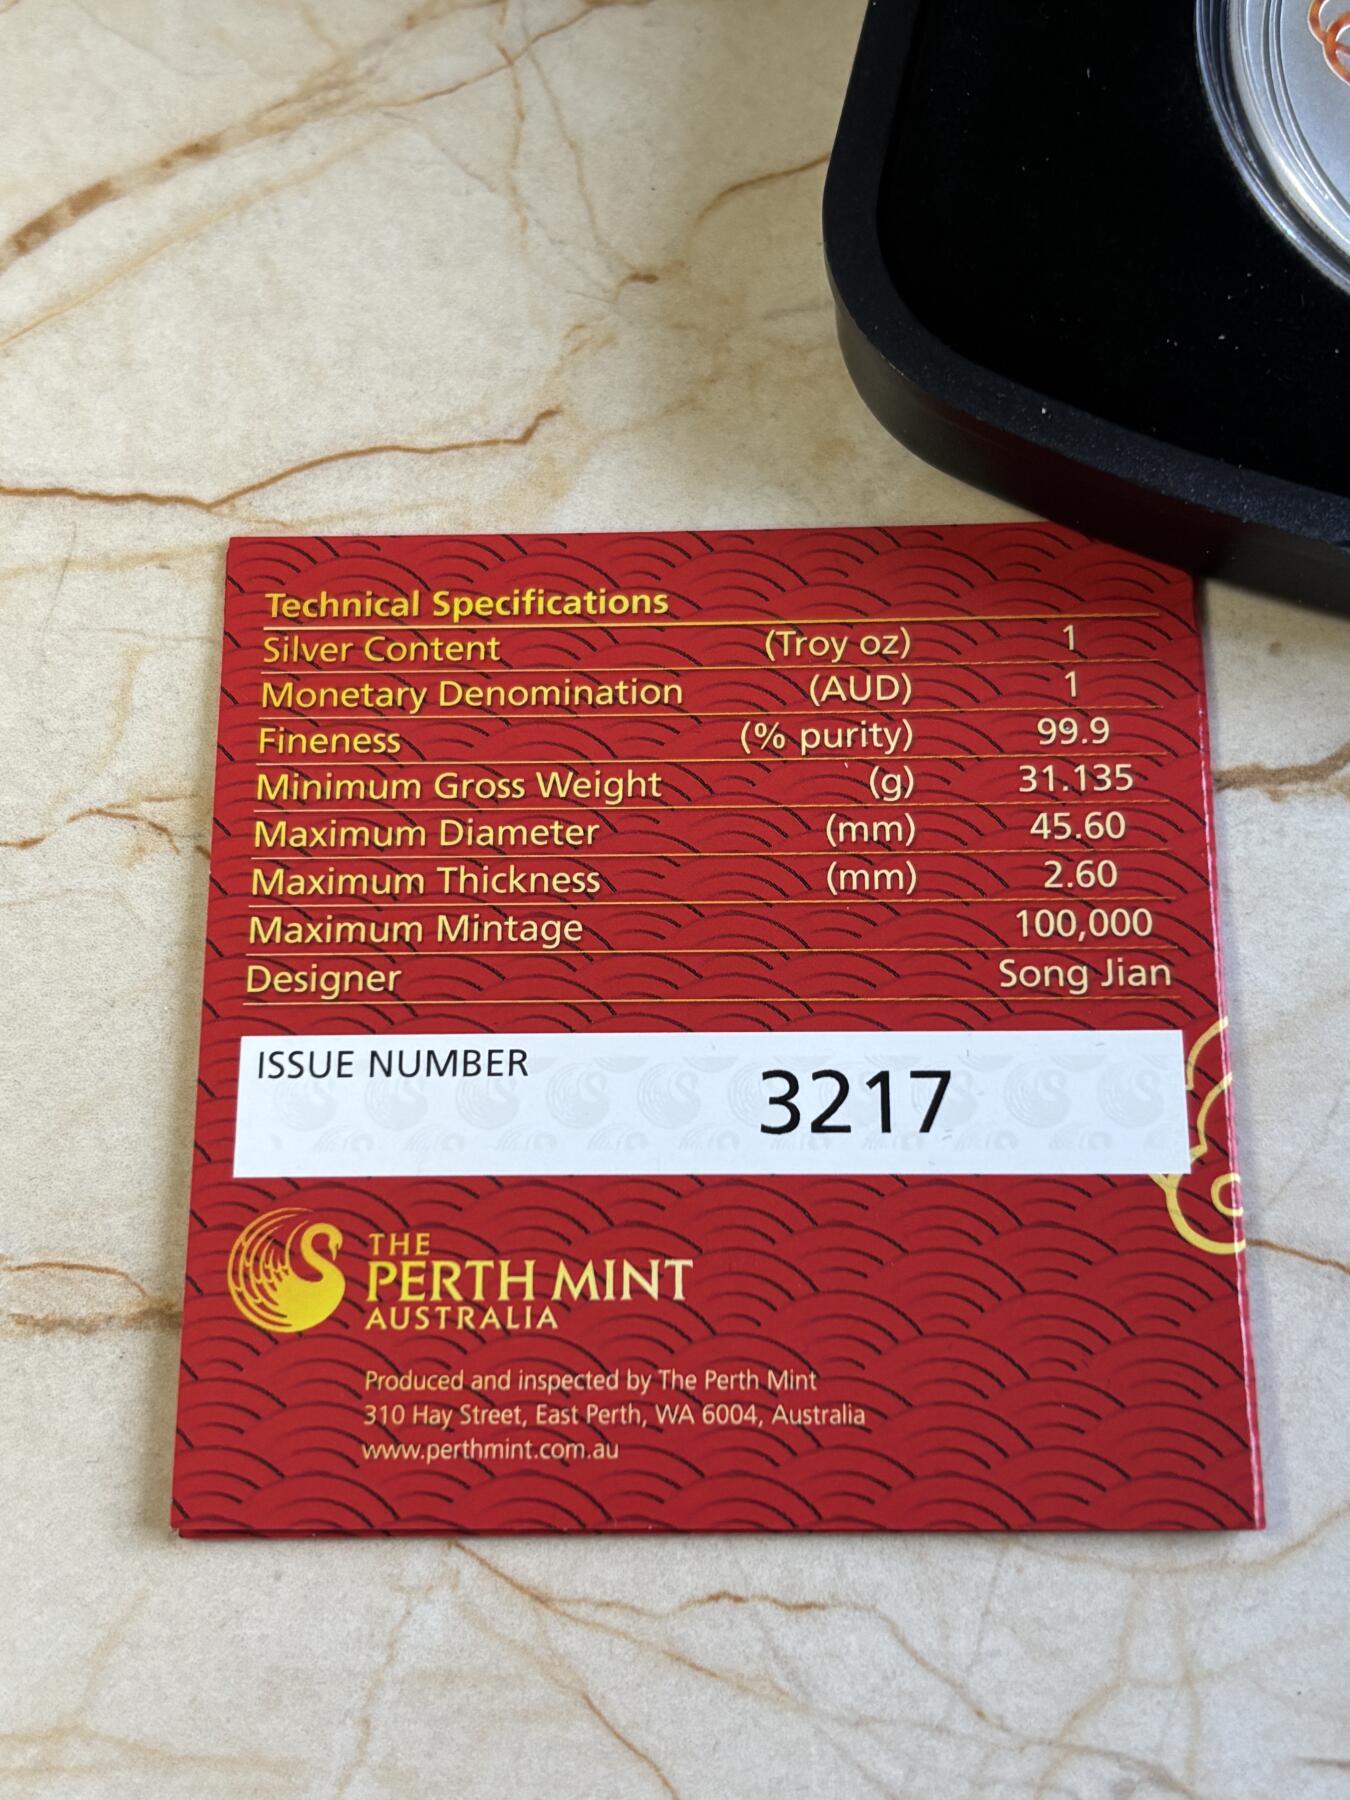 Technical Specifications
Silver Content (Troy oz) 1
Monetary Denomination (AUD) 1
Fineness (% purity) 99.9
Minimum Gross Weight (g) 31.135
Maximum Diameter (mm) 45.60
Maximum Thickness (mm) 2.60
Maximum Mintage 100,000
Designer Song Jian
ISSUE NUMBER 3217
THE
PERTH MINT
AUSTRALIA
Produced and inspected by The Perth Mint
310 Hay Street, East Perth, WA 6004, Australia
www.perthmint.com.au